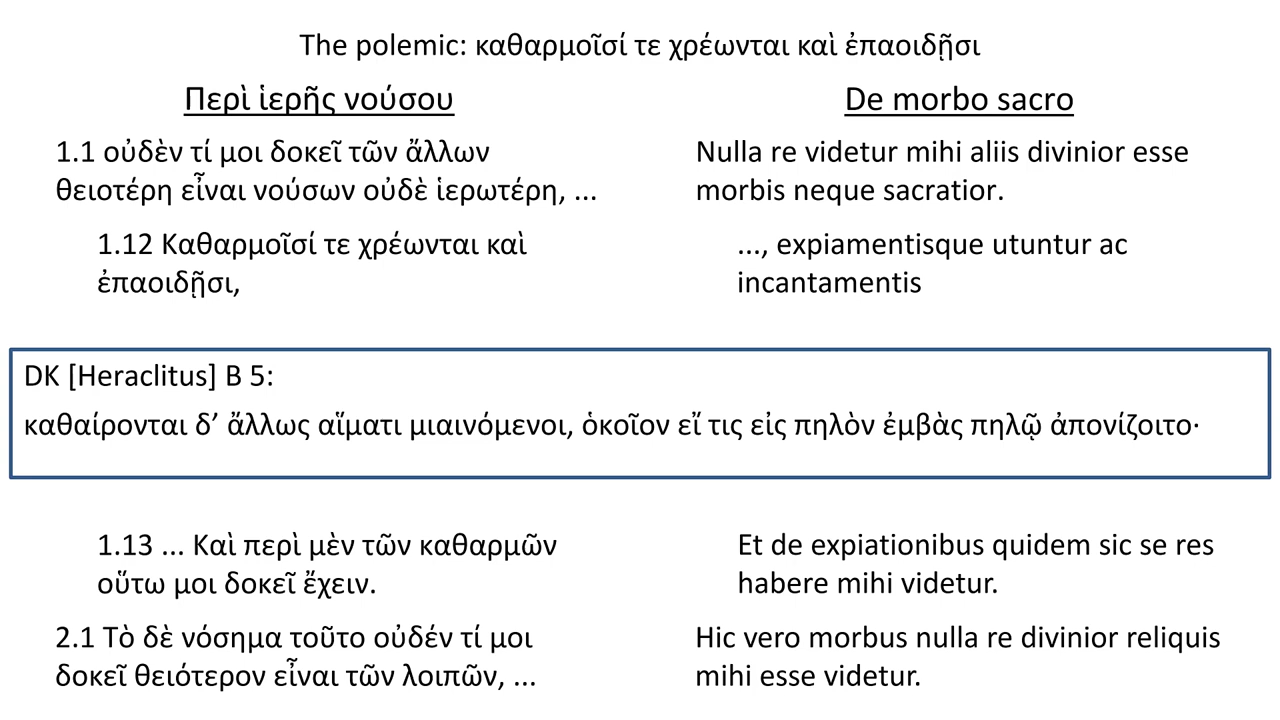 The polemic: καθαρμοῖσί τε χρέωνται καὶ ἐπαοιδῇσι
Περὶ ἱερῆς νούσου
1.1 οὐδὲν τί μοι δοκεῖ τῶν ἄλλων
θειοτέρη εἶναι νούσων οὐδὲ ἱερωτέρη, ...
1.12 Καθαρμοῖσί τε χρέωνται καὶ
ἐπαοιδῇσι,
De morbo sacro
Nulla re videtur mihi aliis divinior esse
morbis neque sacratior.
..., expiamentisque utuntur ac
incantamentis
DK [Heraclitus] B 5:
καθαίρονται δ’ ἄλλως αἵματι μιαινόμενοι, ὁκοῖον εἴ τις εἰς πηλὸν ἐμβὰς πηλῷ ἀπονίζοιτο·
1.13 ... Καὶ περὶ μὲν τῶν καθαρμῶν
οὕτω μοι δοκεῖ ἔχειν.
2.1 Τὸ δὲ νόσημα τοῦτο οὐδέν τί μοι
δοκεῖ θειότερον εἶναι τῶν λοιπῶν, ...
Et de expiationibus quidem sic se res
habere mihi videtur.
Hic vero morbus nulla re divinior reliquis
mihi esse videtur.